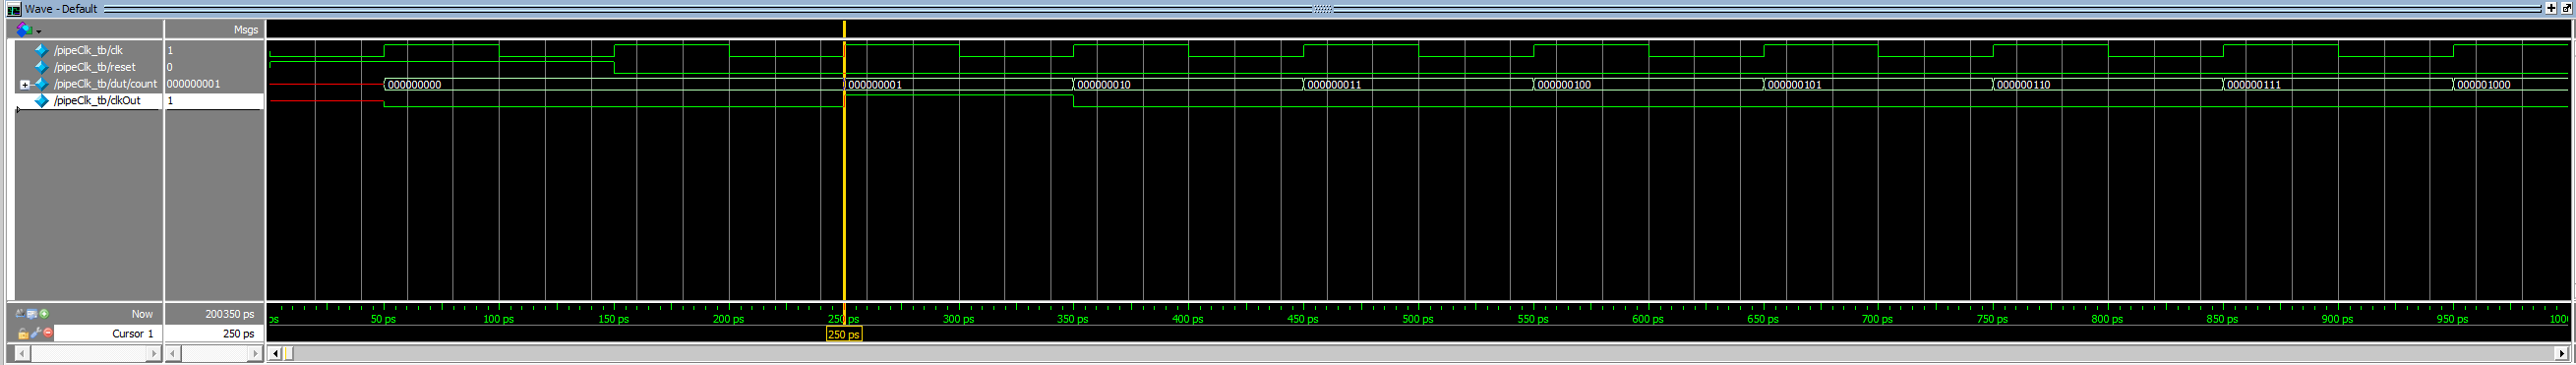 Wave - Default
Msgs
/pipeClk_tb/clk 1
/pipeClk_tb/reset 0
/pipeClk_tb/dut/count 000000001 000000000 000000001 000000010 000000011 000000100 000000101 000000110 000000111 000001000
/pipeClk_tb/clkOut 1
Now 200350 ps ps 50 ps 100 ps 150 ps 200 ps 250 ps 300 ps 350 ps 400 ps 450 ps 500 ps 550 ps 600 ps 650 ps 700 ps 750 ps 800 ps 850 ps 900 ps 950 ps 1000
Cursor 1 250 ps 250 ps